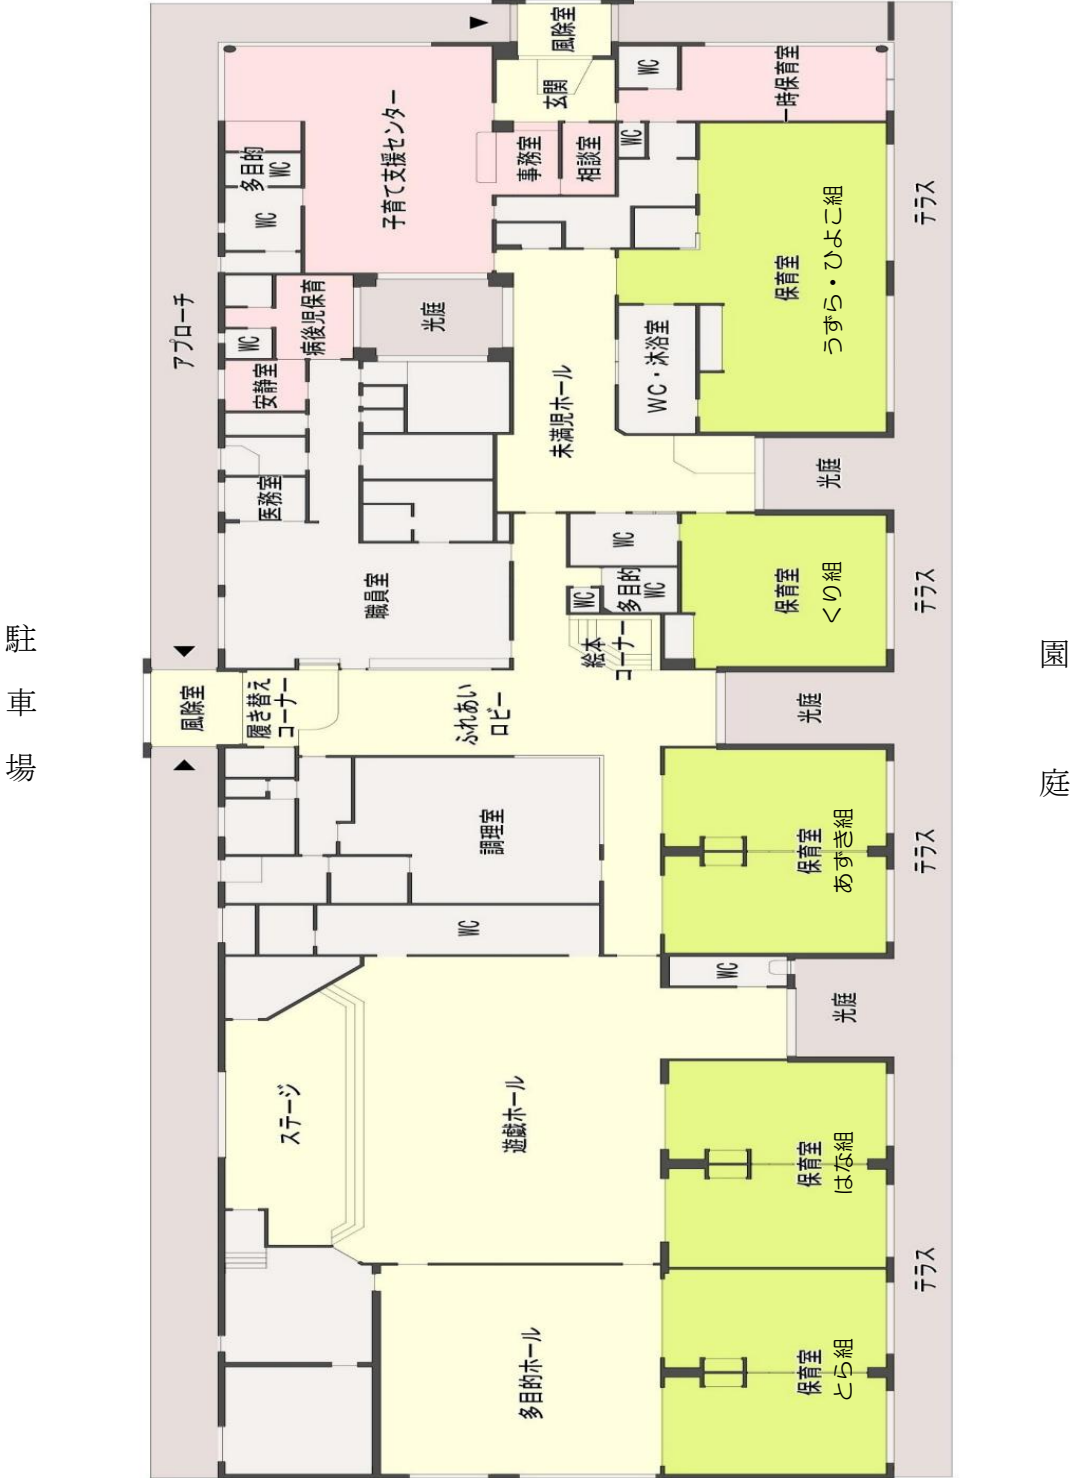 風除室
玄関
WC
一時保育室
子育て支援センター
事務室
相談室
WC
多目的
WC
WC
保育室
うずら・ひよこ組
テラス
アプローチ
病後児保育
光庭
WC
安静室
WC・沐浴室
未満児ホール
光庭
医務室
職員室
WC
多目的
WC
WC
保育室
くり組
テラス
絵本
コーナー
駐車場
園庭
風除室
履き替え
コーナー
ふれあい
ロビー
光庭
調理室
保育室
あずき組
テラス
WC
WC
光庭
ステージ
遊戯ホール
保育室
はな組
テラス
多目的ホール
保育室
とら組